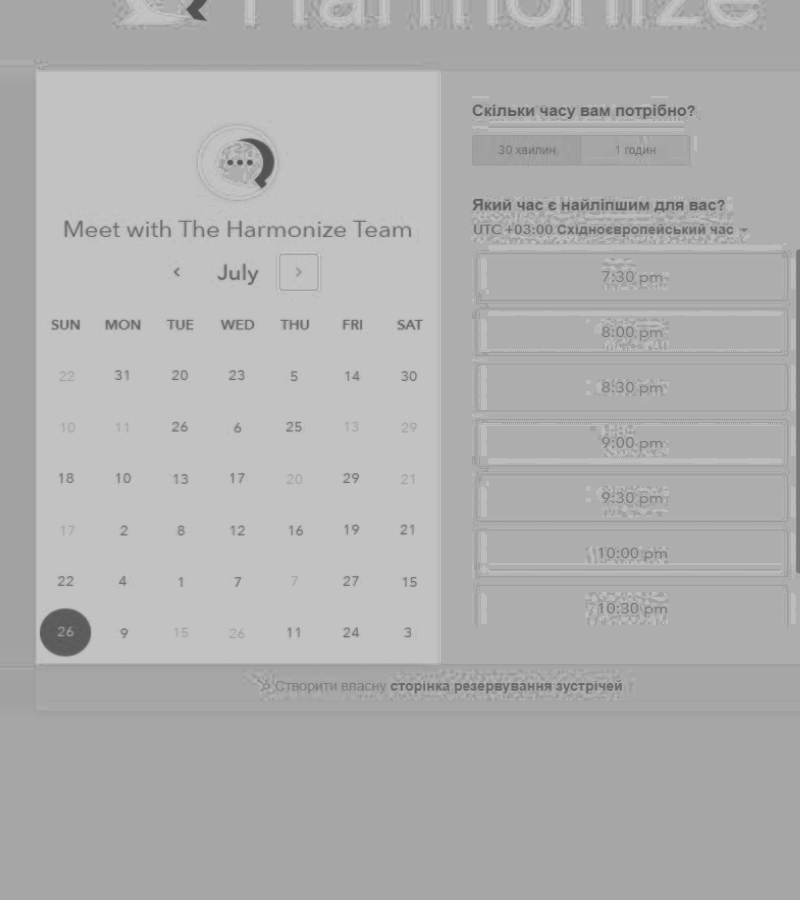 Harmonize
Meet with The Harmonize Team
July
SUN MON TUE WED THU FRI SAT
22 31 20 23 5 14 30
10 11 26 6 25 13 29
18 10 13 17 20 29 21
17 2 8 12 16 19 21
22 4 1 7 7 27 15
26 9 15 26 11 24 3
Скільки часу вам потрібно?
30 хвилин 1 годин
Який час є найліпшим для вас?
UTC +03:00 Східноєвропейський час
7:30 pm
8:00 pm
8:30 pm
9:00 pm
9:30 pm
10:00 pm
10:30 pm
Створити власну сторінка резервування зустрічей